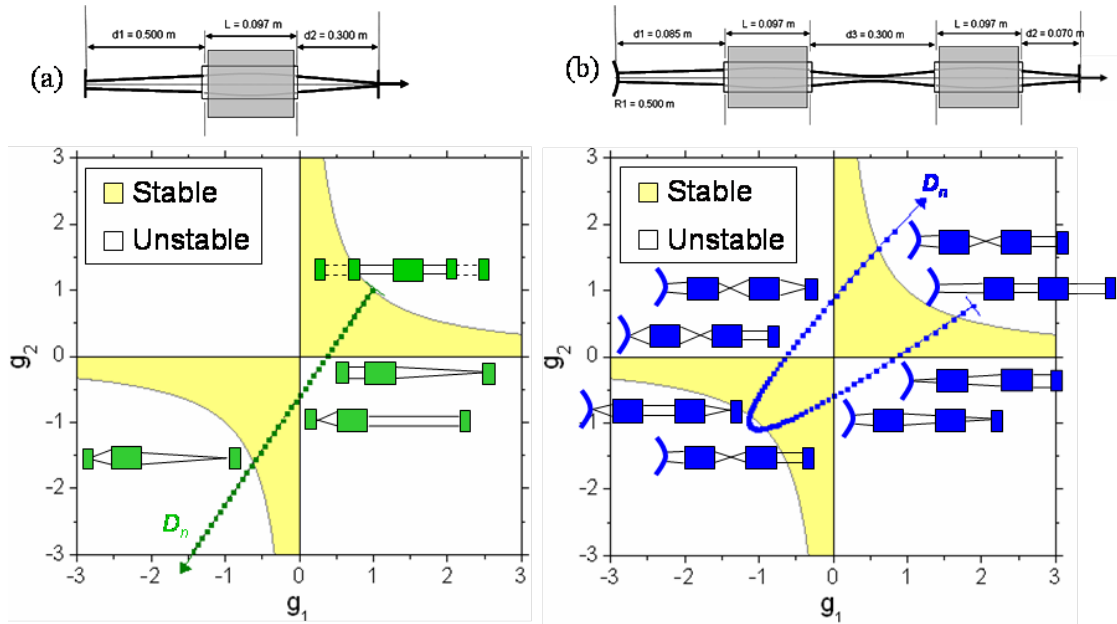 (a)
d1 = 0.500 m
L = 0.097 m
d2 = 0.300 m
(b)
d1 = 0.085 m
L = 0.097 m
d3 = 0.300 m
L = 0.097 m
d2 = 0.070 m
R1 = 0.500 m
Stable
Unstable
Dn
g2
3
2
1
0
-1
-2
-3
-3
-2
-1
0
1
2
3
g1
Stable
Unstable
Dn
g2
3
2
1
0
-1
-2
-3
-3
-2
-1
0
1
2
3
g1